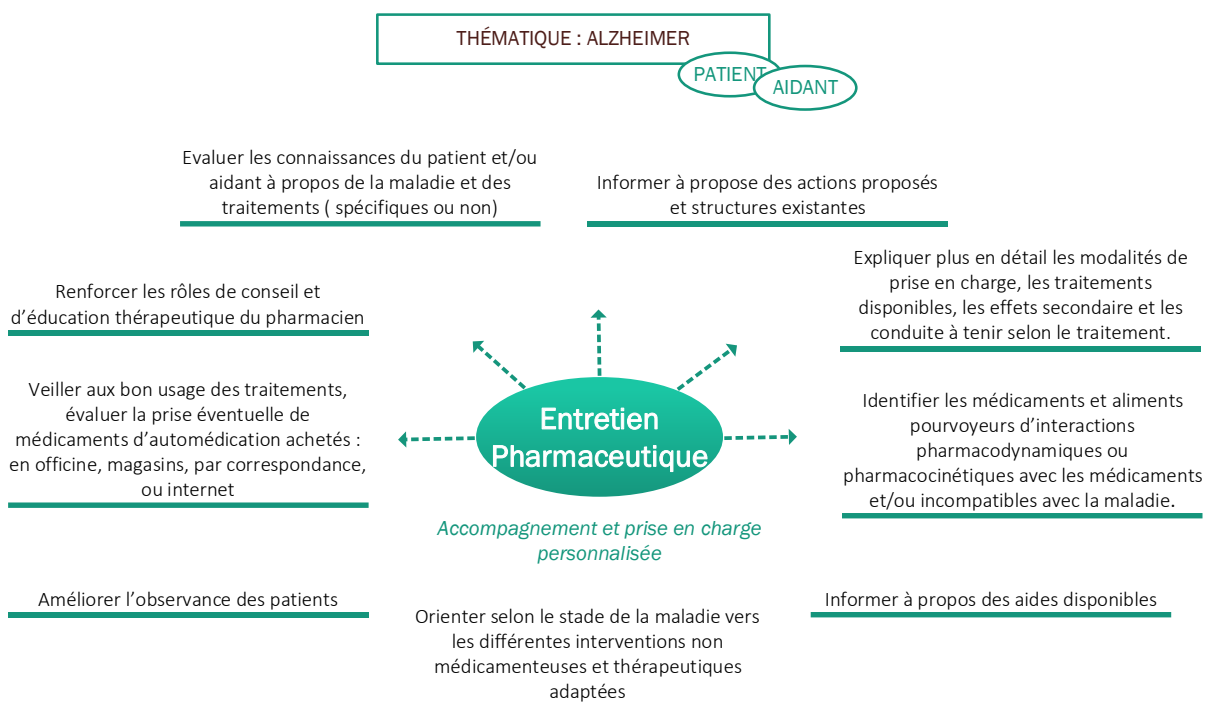 THÉMATIQUE : ALZHEIMER
PATIENT
AIDANT
Evaluer les connaissances du patient et/ou
aidant à propos de la maladie et des
traitements ( spécifiques ou non)
Informer à propose des actions proposés
et structures existantes
Renforcer les rôles de conseil et
d’éducation thérapeutique du pharmacien
Expliquer plus en détail les modalités de
prise en charge, les traitements
disponibles, les effets secondaire et les
conduite à tenir selon le traitement.
Veiller aux bon usage des traitements,
évaluer la prise éventuelle de
médicaments d’automédication achetés :
en officine, magasins, par correspondance,
ou internet
Entretien
Pharmaceutique
Identifier les médicaments et aliments
pourvoyeurs d’interactions
pharmacodynamiques ou
pharmacocinétiques avec les médicaments
et/ou incompatibles avec la maladie.
Accompagnement et prise en charge
personnalisée
Améliorer l’observance des patients
Orienter selon le stade de la maladie vers
les différentes interventions non
médicamenteuses et thérapeutiques
adaptées
Informer à propos des aides disponibles